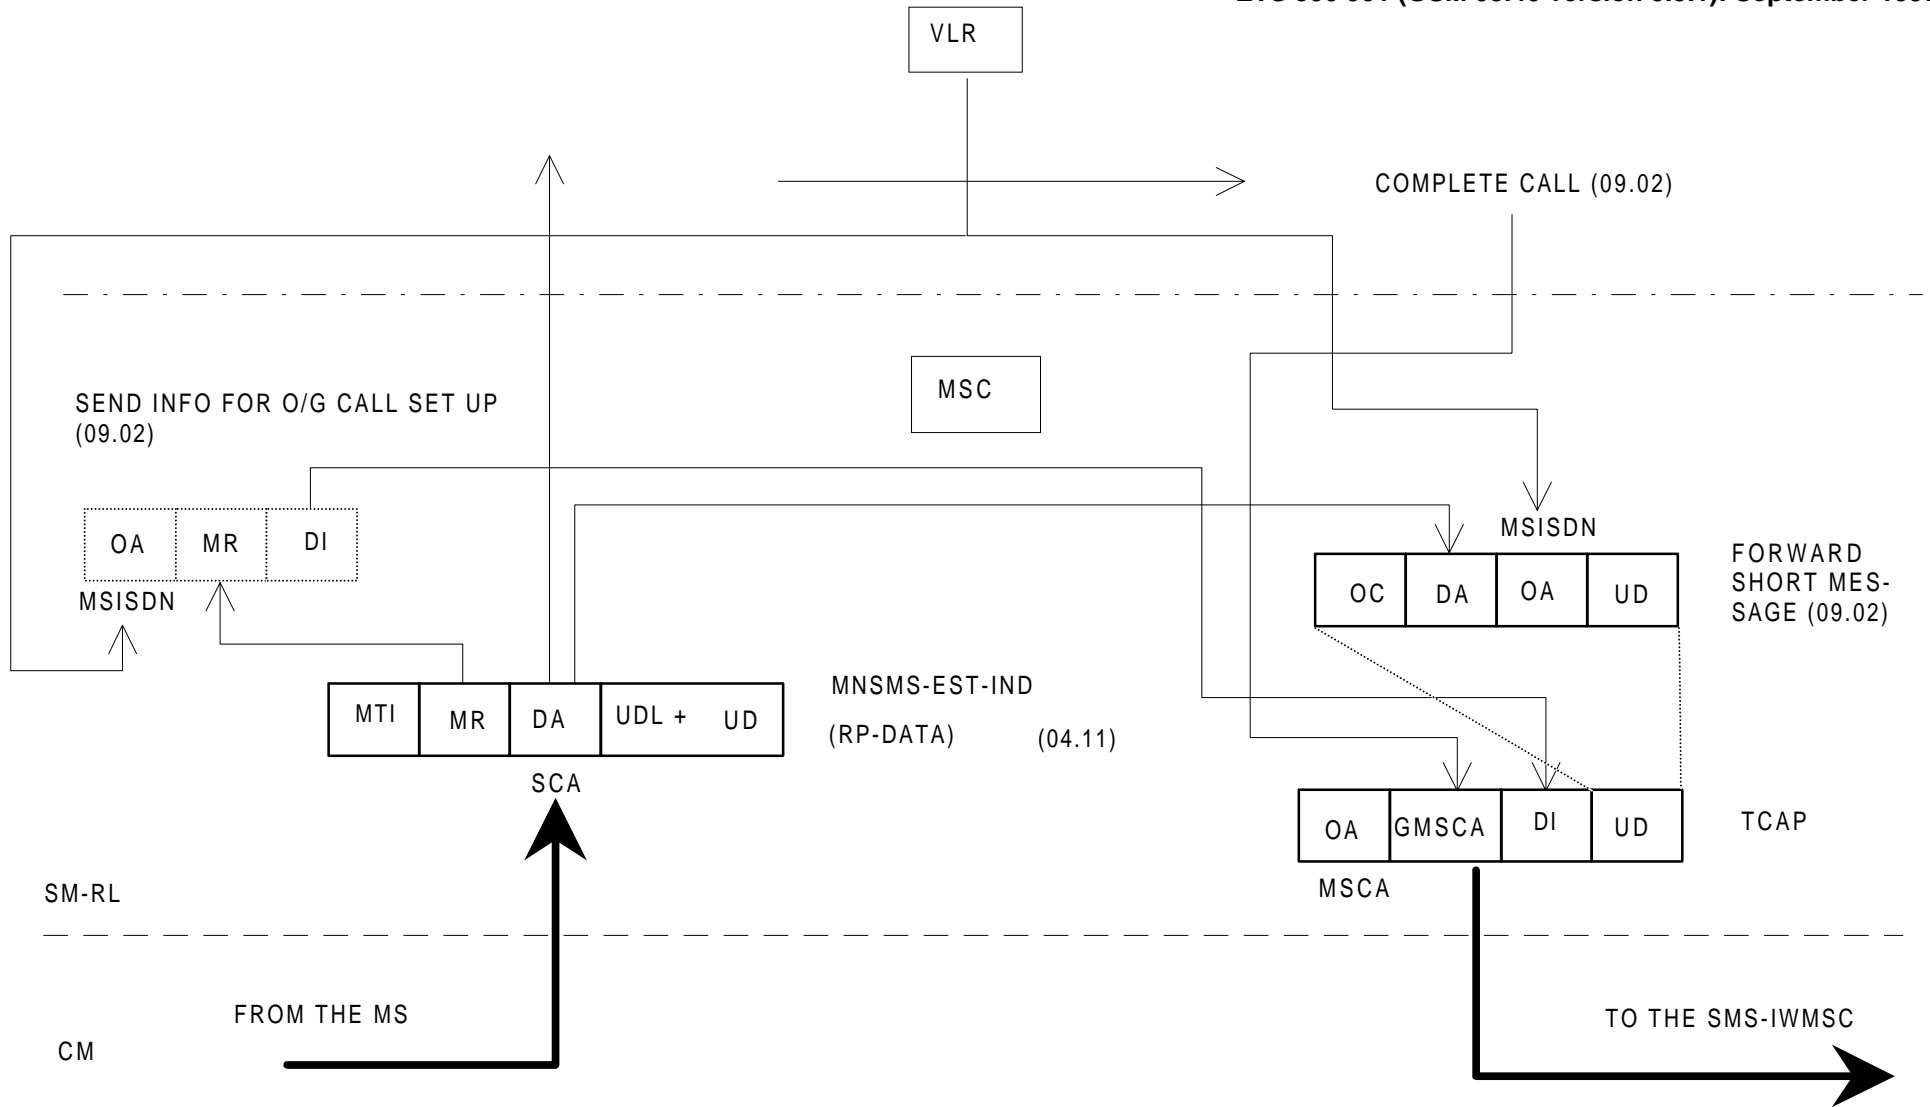 VLR
COMPLETE CALL (09.02)
MSC
SEND INFO FOR O/G CALL SET UP
(09.02)
OA MR DI
MSISDN
MSISDN
OC DA OA UD
FORWARD
SHORT MES-
SAGE (09.02)
MTI MR DA UDL + UD
MNSMS-EST-IND
(RP-DATA) (04.11)
SCA
OA GMSCA DI UD
TCAP
MSCA
SM-RL
FROM THE MS
TO THE SMS-IWMSC
CM